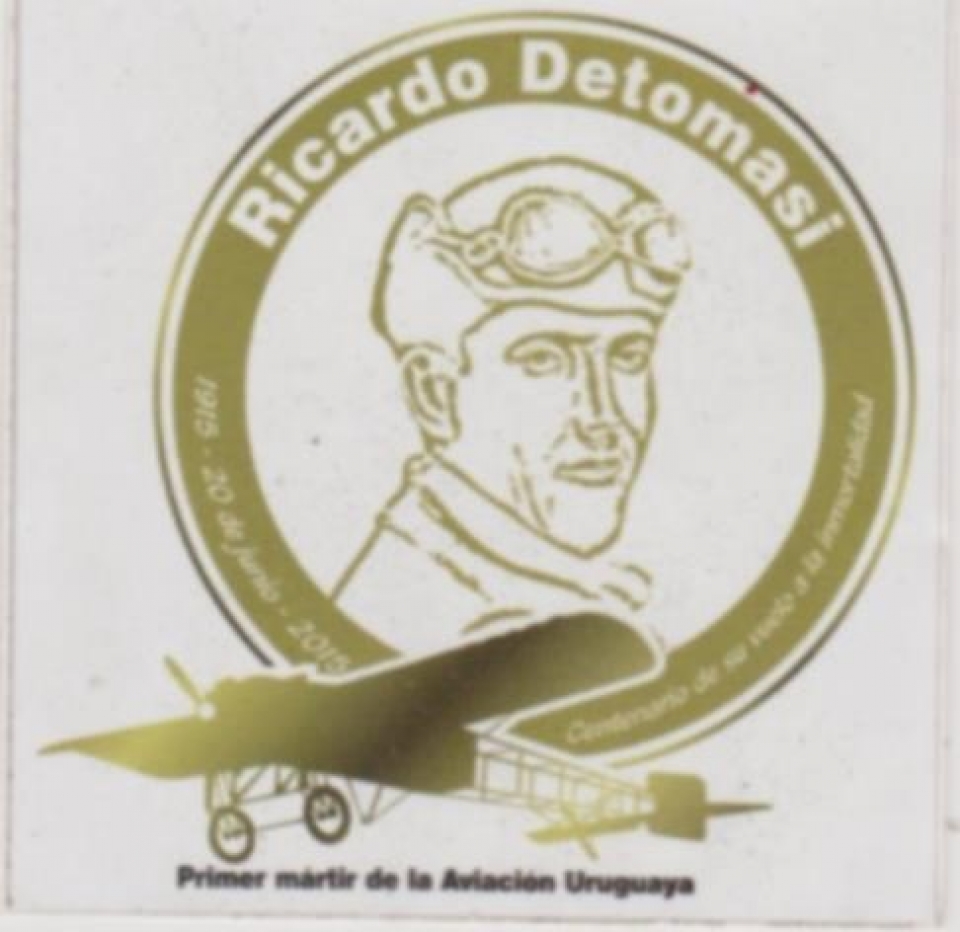 Ricardo Detomasi
1915 - 20 de junio - 2015
Centenario de su vuelo a la inmortalidad
Primer mártir de la Aviación Uruguaya